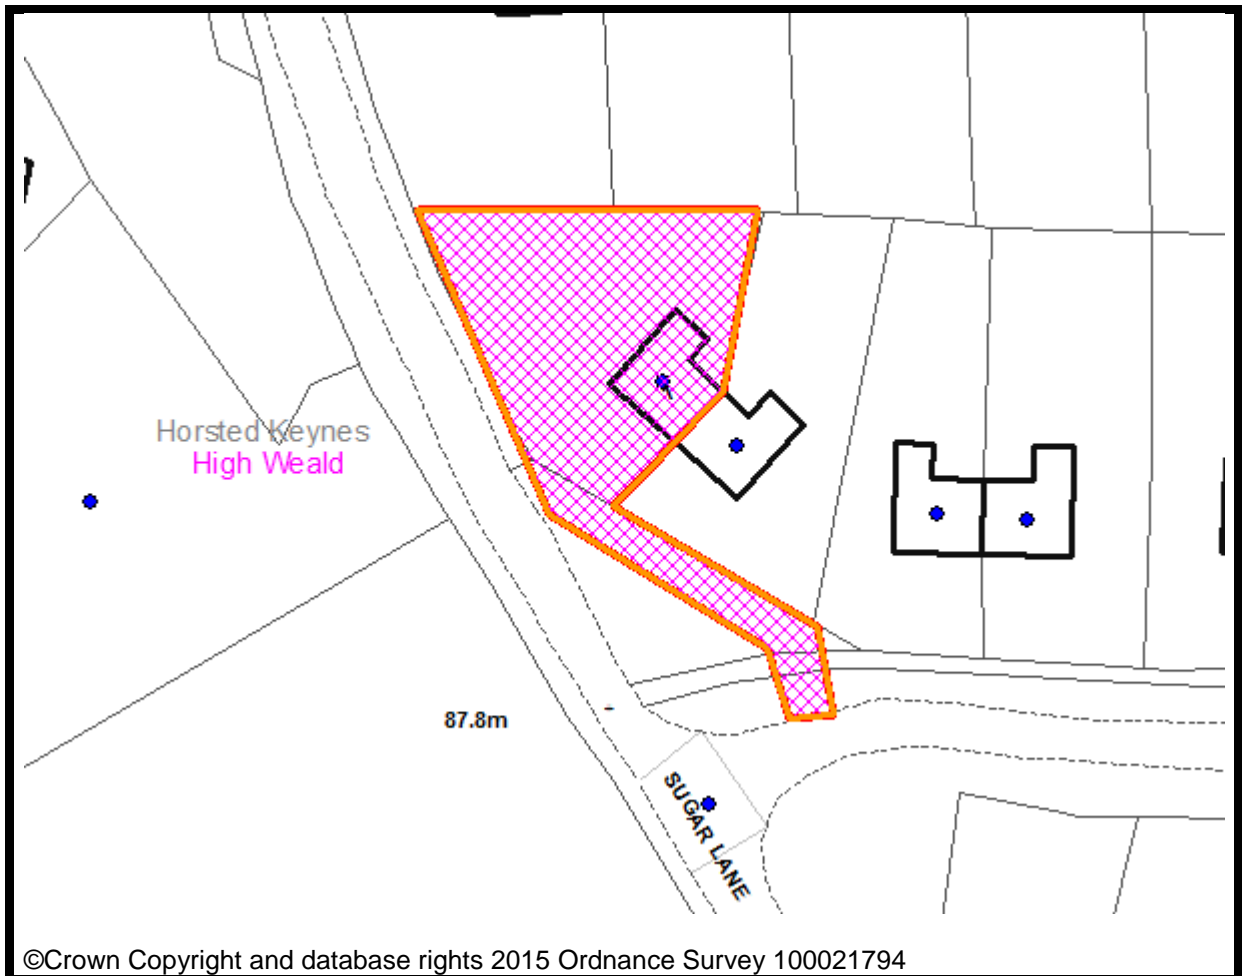 Horsted Keynes
High Weald
87.8m
SUGAR LANE
©Crown Copyright and database rights 2015 Ordnance Survey 100021794